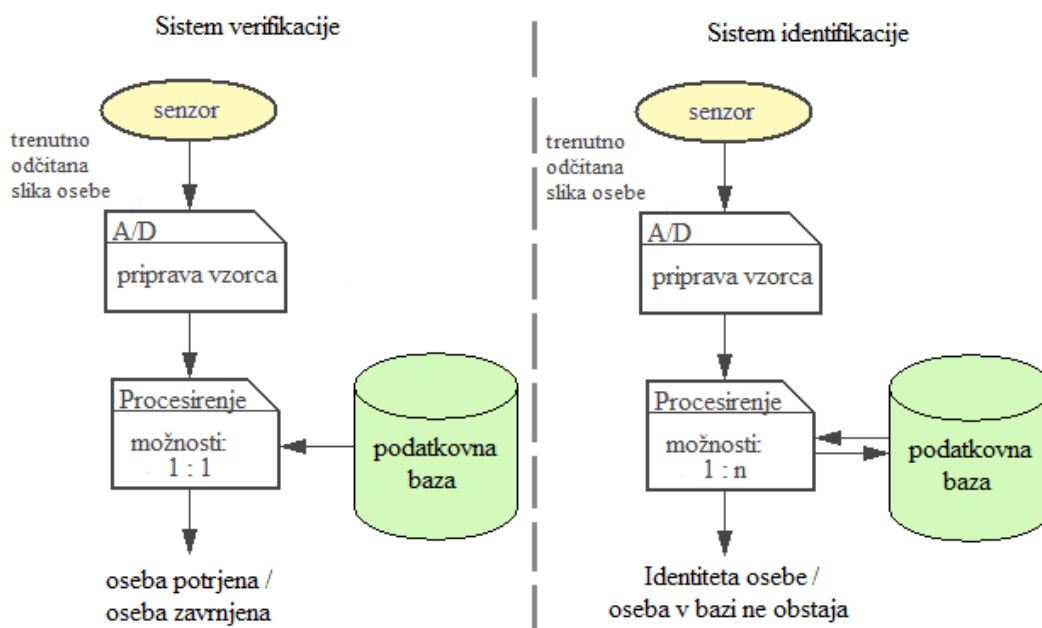 Sistem verifikacije
senzor
trenutno
odčitana
slika osebe
A/D
priprava vzorca
Procesirenje
možnosti:
1 : 1
podatkovna
baza
oseba potrjena /
oseba zavrnjena
Sistem identifikacije
senzor
trenutno
odčitana
slika osebe
A/D
priprava vzorca
Procesirenje
možnosti:
1 : n
podatkovna
baza
Identiteta osebe /
oseba v bazi ne obstaja